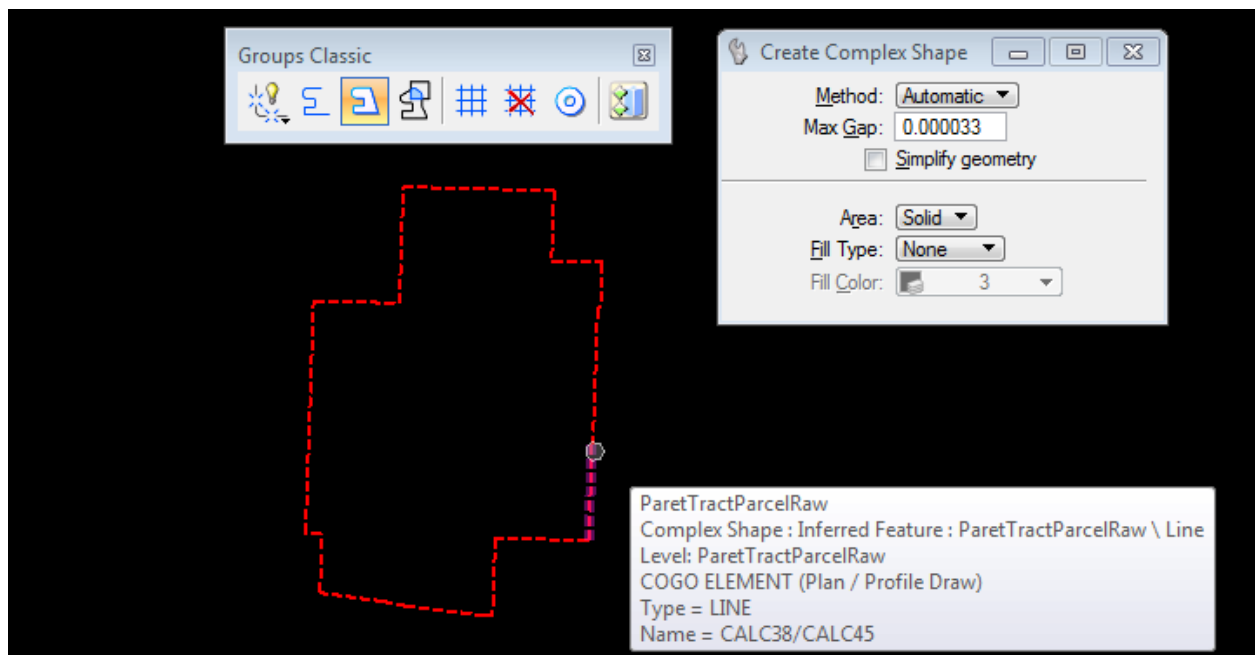 Groups Classic
Create Complex Shape
Method: Automatic
Max Gap: 0.000033
Simplify geometry
Area: Solid
Fill Type: None
Fill Color: 3
ParetTractParcelRaw
Complex Shape : Inferred Feature : ParetTractParcelRaw \ Line
Level: ParetTractParcelRaw
COGO ELEMENT (Plan / Profile Draw)
Type = LINE
Name = CALC38/CALC45